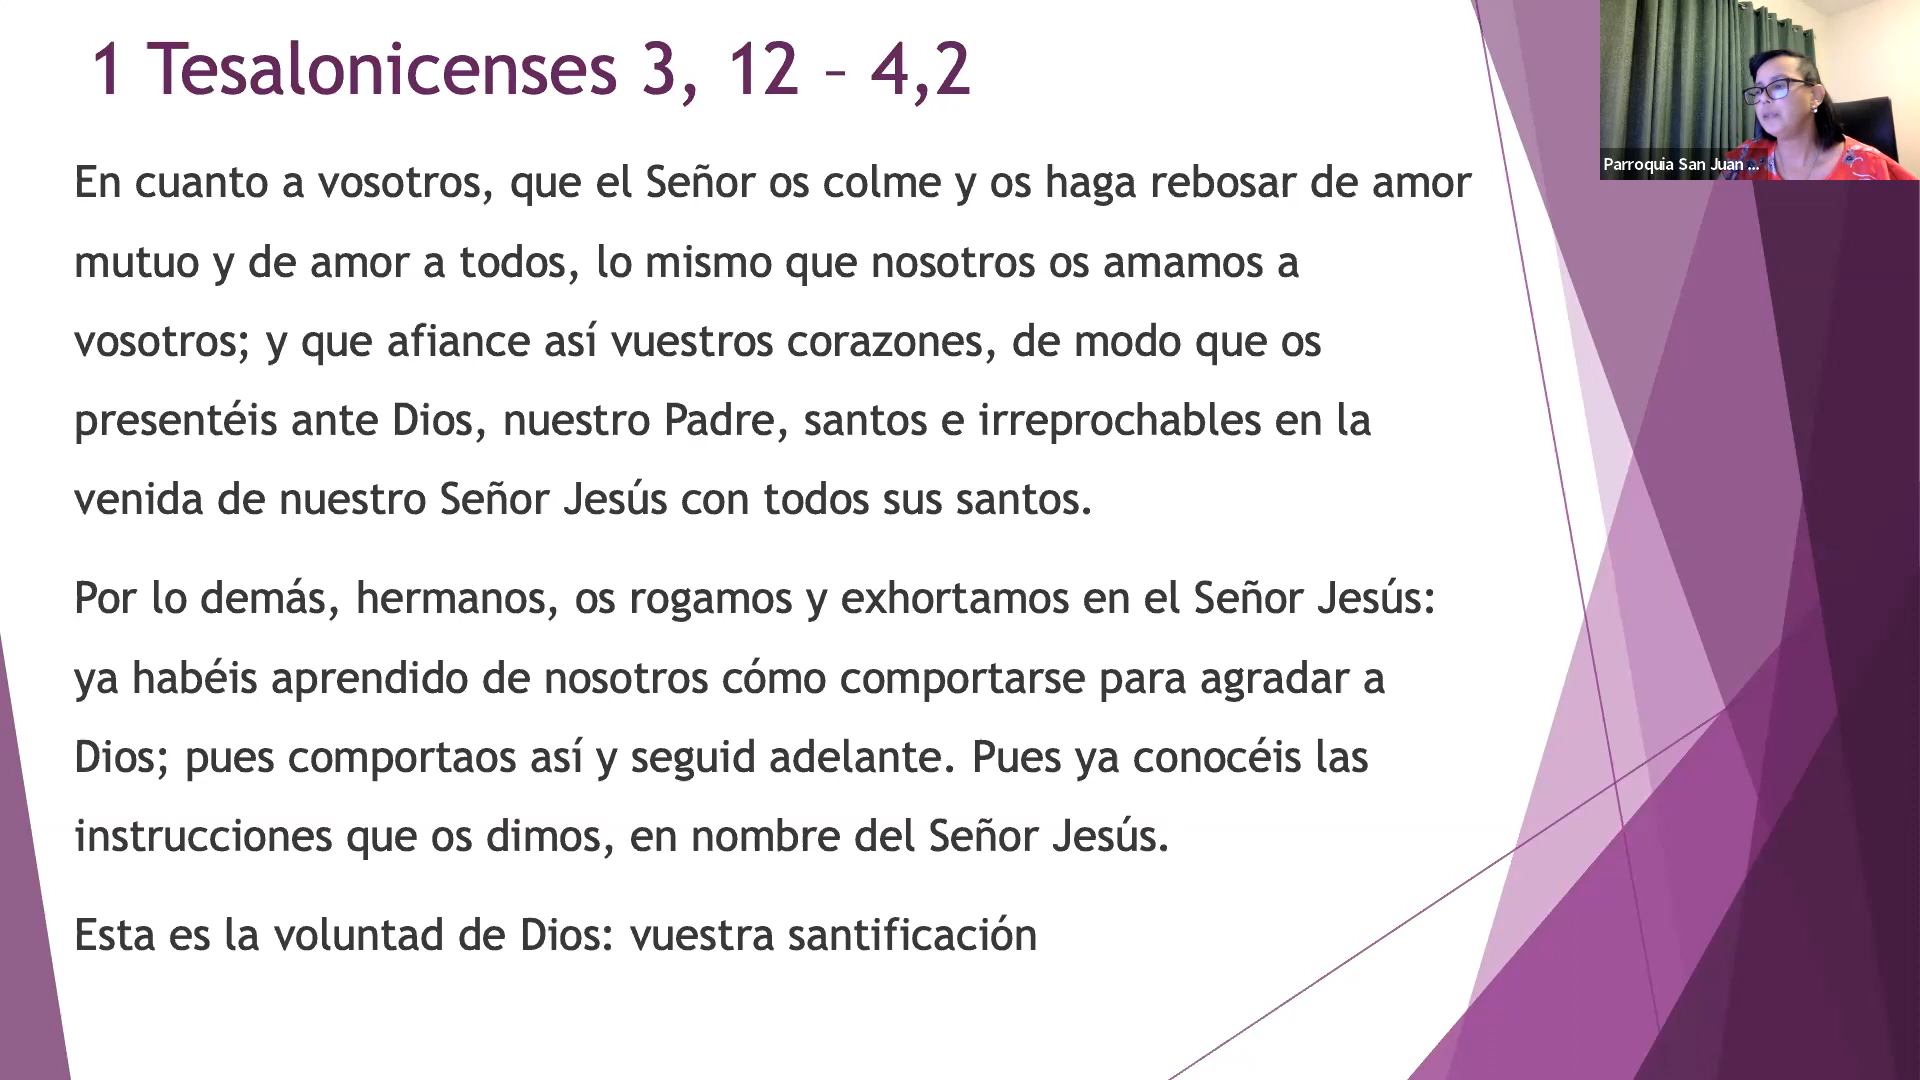 1 Tesalonicenses 3, 12 – 4,2
Parroquia San Juan ...
En cuanto a vosotros, que el Señor os colme y os haga rebosar de amor
mutuo y de amor a todos, lo mismo que nosotros os amamos a
vosotros; y que afiance así vuestros corazones, de modo que os
presentéis ante Dios, nuestro Padre, santos e irreprochables en la
venida de nuestro Señor Jesús con todos sus santos.
Por lo demás, hermanos, os rogamos y exhortamos en el Señor Jesús:
ya habéis aprendido de nosotros cómo comportarse para agradar a
Dios; pues comportaos así y seguid adelante. Pues ya conocéis las
instrucciones que os dimos, en nombre del Señor Jesús.
Esta es la voluntad de Dios: vuestra santificación